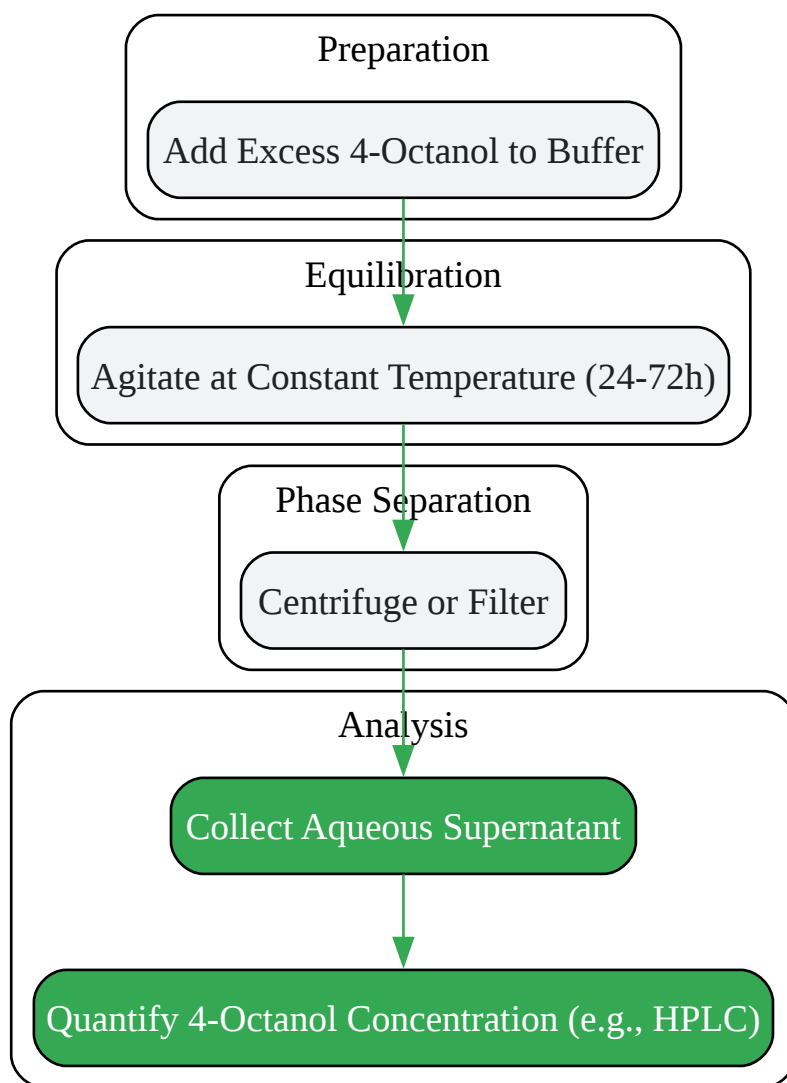 Preparation
Add Excess 4-Octanol to Buffer
Equilibration
Agitate at Constant Temperature (24-72h)
Phase Separation
Centrifuge or Filter
Analysis
Collect Aqueous Supernatant
Quantify 4-Octanol Concentration (e.g., HPLC)